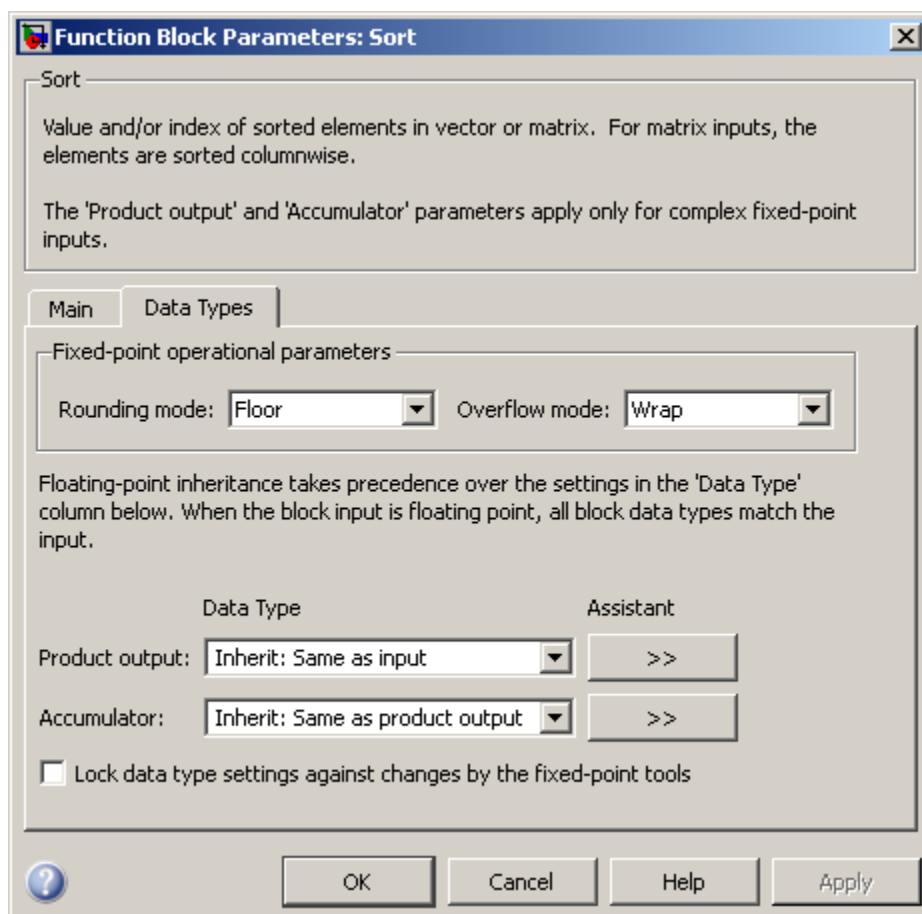 Function Block Parameters: Sort
Sort
Value and/or index of sorted elements in vector or matrix.  For matrix inputs, the
elements are sorted columnwise.
The 'Product output' and 'Accumulator' parameters apply only for complex fixed-point
inputs.
Main
Data Types
Fixed-point operational parameters
Rounding mode: Floor Overflow mode: Wrap
Floating-point inheritance takes precedence over the settings in the 'Data Type'
column below. When the block input is floating point, all block data types match the
input.
Data Type Assistant
Product output: Inherit: Same as input >>
Accumulator: Inherit: Same as product output >>
Lock data type settings against changes by the fixed-point tools
? OK Cancel Help Apply